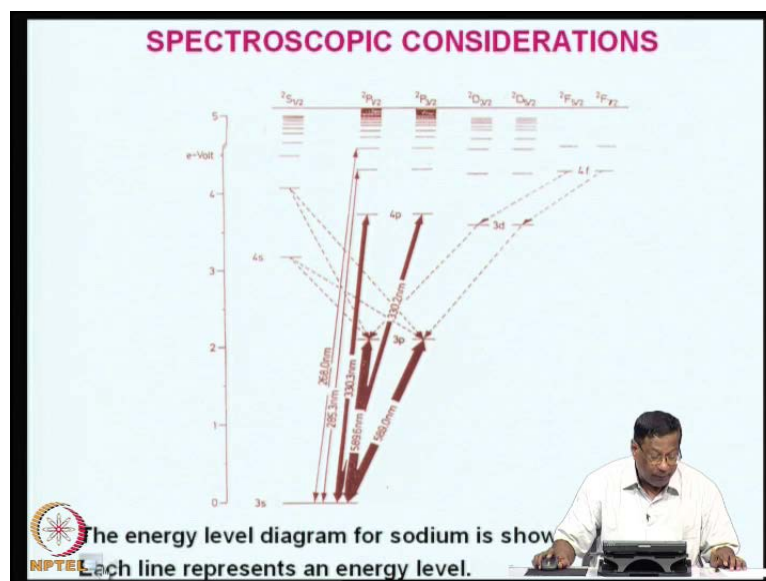 SPECTROSCOPIC CONSIDERATIONS
²S₁/₂ ²P₁/₂ ²P₃/₂ ²D₃/₂ ²D₅/₂ ²F₅/₂ ²F₇/₂
5
e-Volt
4
4f
4p
3d
4s
3
330.2nm
2
3p
268.0nm
285.3nm
330.3nm
589.6nm
589.0nm
1
0
3s
The energy level diagram for sodium is show
Each line represents an energy level.
NPTEL